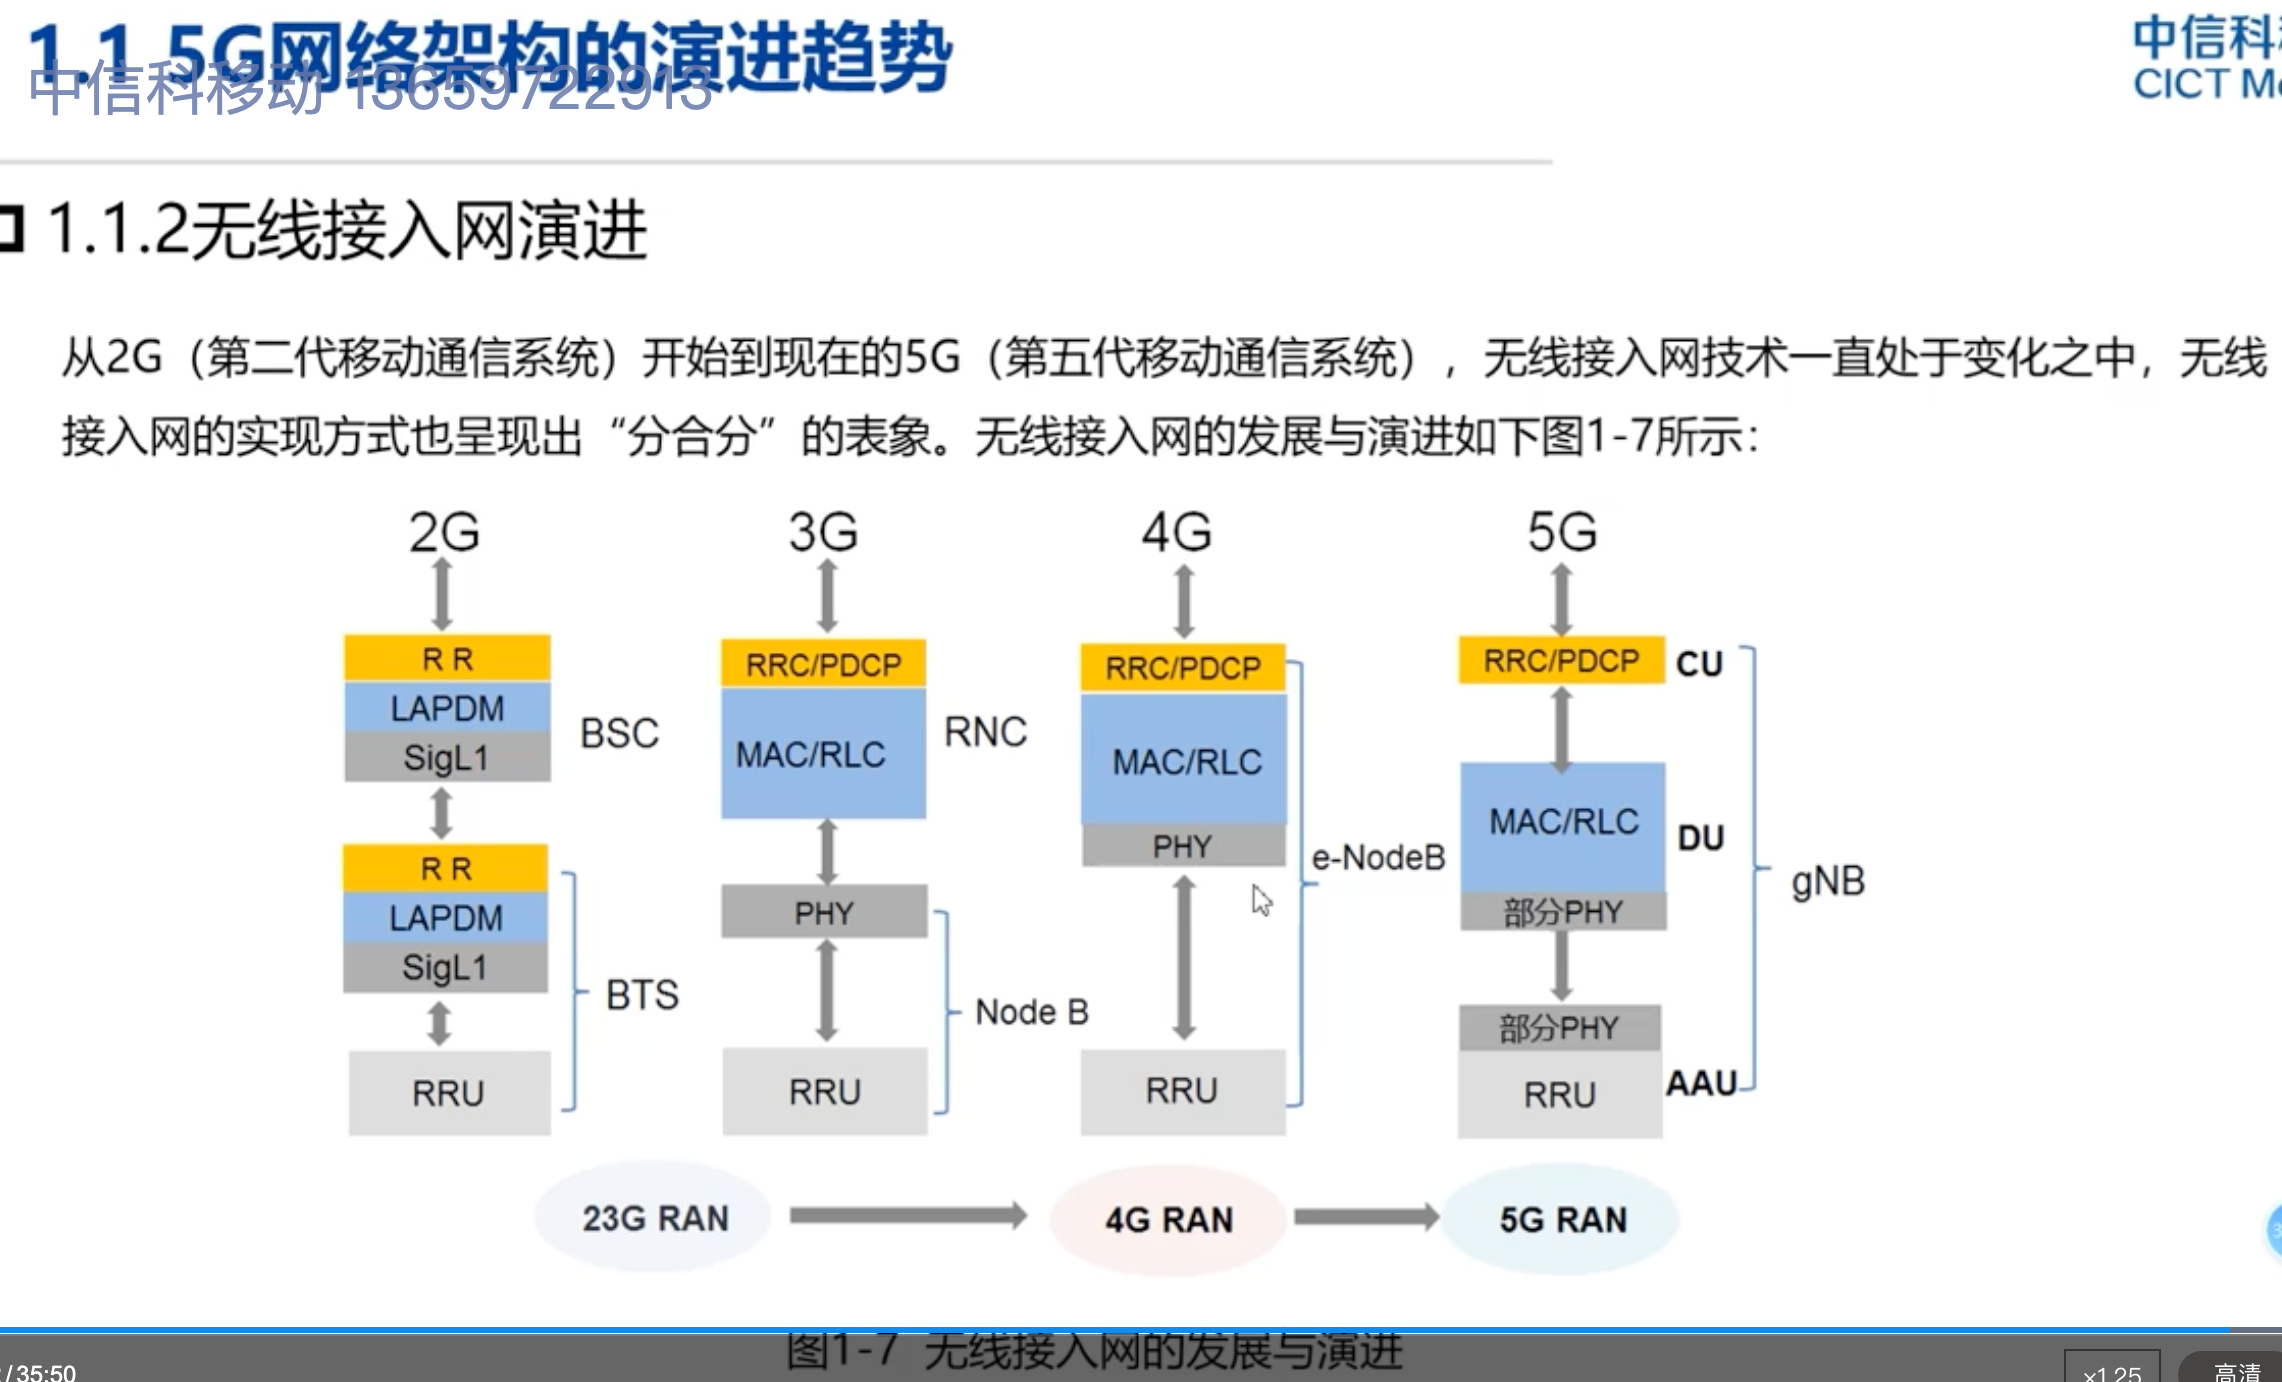 1.1 5G网络架构的演进趋势
中信科移动 13659722913
中信科
CICT M
1.1.2无线接入网演进
从2G（第二代移动通信系统）开始到现在的5G（第五代移动通信系统），无线接入网技术一直处于变化之中，无线
接入网的实现方式也呈现出“分合分”的表象。无线接入网的发展与演进如下图1-7所示：
2G
R R
LAPDM
SigL1
BSC
R R
LAPDM
SigL1
BTS
RRU
3G
RRC/PDCP
MAC/RLC
RNC
PHY
Node B
RRU
4G
RRC/PDCP
MAC/RLC
PHY
e-NodeB
RRU
5G
RRC/PDCP
CU
MAC/RLC
DU
部分PHY
gNB
部分PHY
RRU
AAU
23G RAN
4G RAN
5G RAN
图1-7 无线接入网的发展与演进
/ 35:50
×1.25
高清